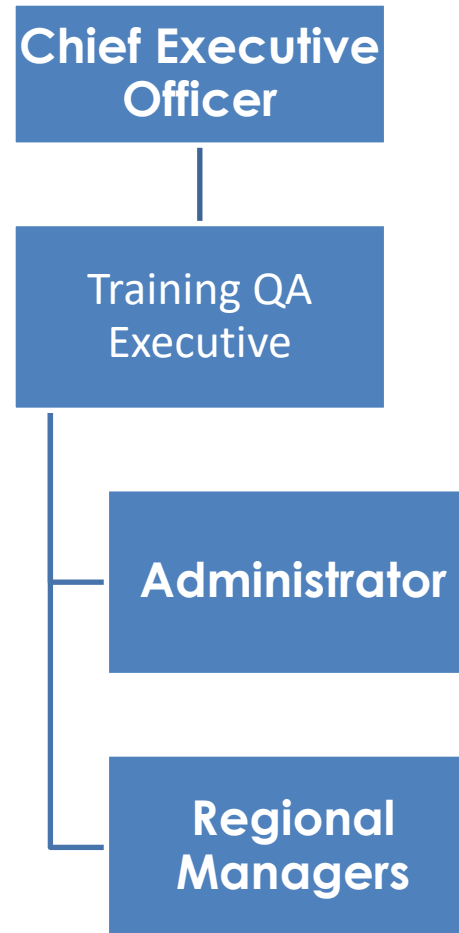 Chief Executive
Officer
Training QA
Executive
Administrator
Regional
Managers